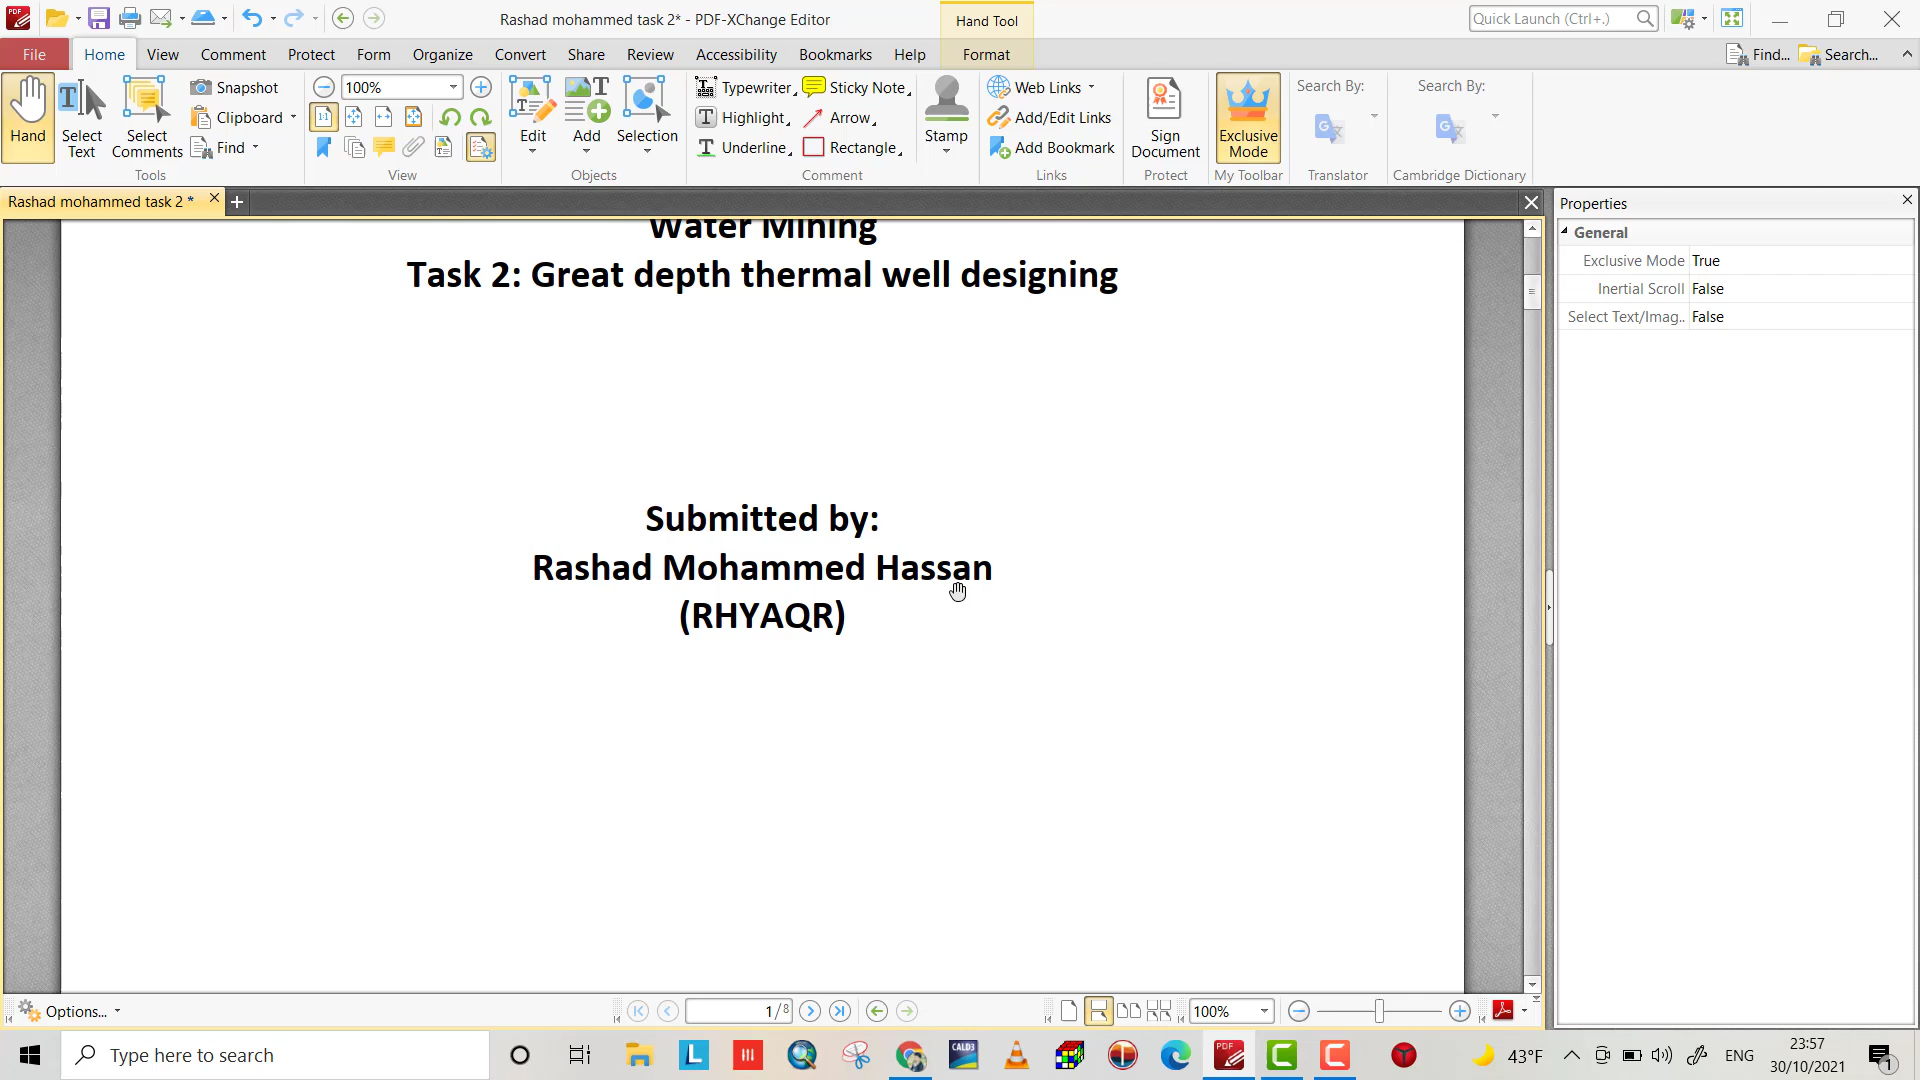 Rashad mohammed task 2* - PDF-XChange Editor
Hand Tool
Quick Launch (Ctrl+.)
File Home View Comment Protect Form Organize Convert Share Review Accessibility Bookmarks Help Format Find... Search...
Hand
Select Text
Select Comments
Snapshot
Clipboard
Find
Tools
100%
View
Edit
Add
Selection
Objects
Typewriter
Highlight
Underline
Sticky Note
Arrow
Rectangle
Comment
Stamp
Web Links
Add/Edit Links
Add Bookmark
Links
Sign Document
Protect
Exclusive Mode
My Toolbar
Search By:
Translator
Search By:
Cambridge Dictionary
Rashad mohammed task 2 *
Water Mining
Task 2: Great depth thermal well designing
Submitted by:
Rashad Mohammed Hassan
(RHYAQR)
Properties
General
Exclusive Mode True
Inertial Scroll False
Select Text/Imag.. False
Options...
1/8
100%
Type here to search
CALD3
43°F
ENG
23:57
30/10/2021
1